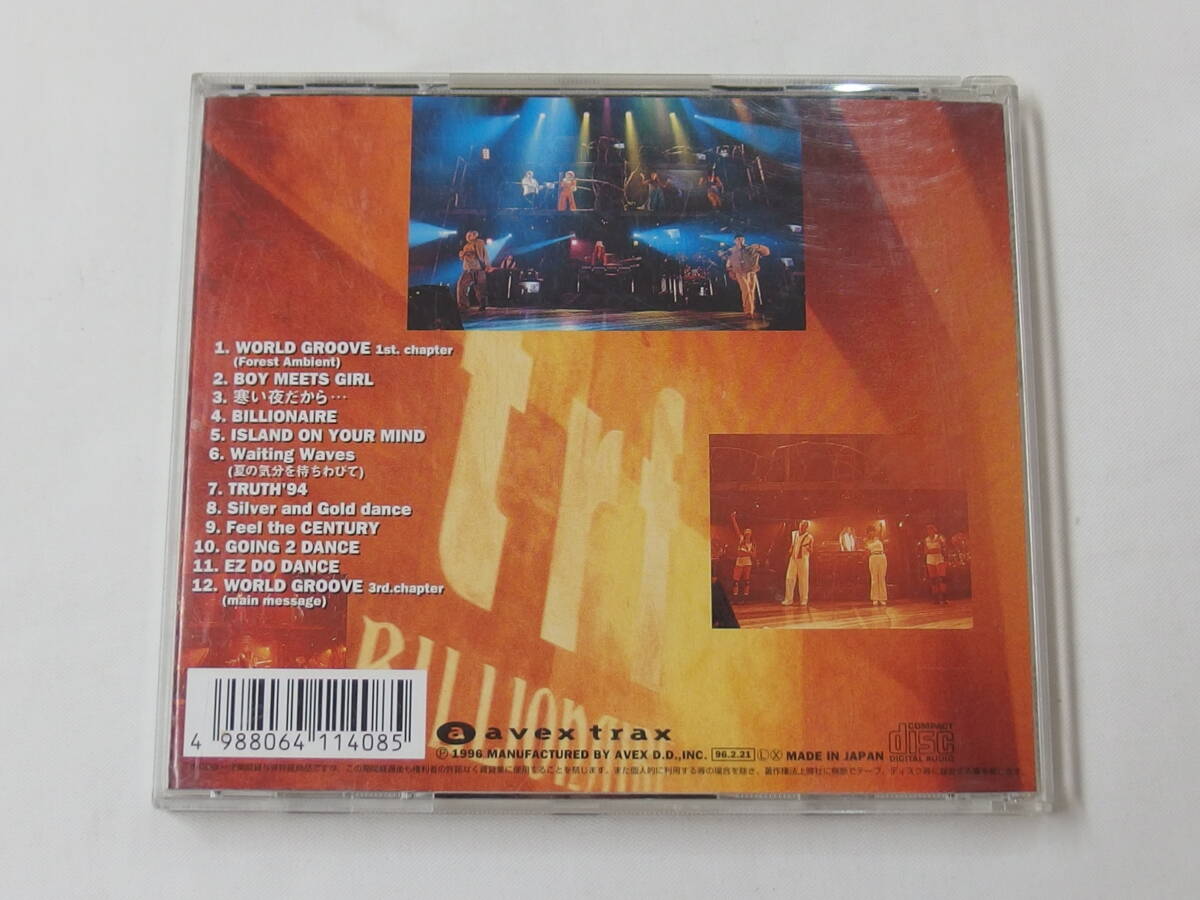 1. WORLD GROOVE 1st. chapter
(Forest Ambient)
2. BOY MEETS GIRL
3. 寒い夜だから…
4. BILLIONAIRE
5. ISLAND ON YOUR MIND
6. Waiting Waves
(夏の気分を待ちわびて)
7. TRUTH'94
8. Silver and Gold dance
9. Feel the CENTURY
10. GOING 2 DANCE
11. EZ DO DANCE
12. WORLD GROOVE 3rd.chapter
(main message)
trf
BILLIONAIRE
4 988064 114085
a avex trax
Ⓟ 1996 MANUFACTURED BY AVEX D.D.,INC. 96.2.21 Ⓛ Ⓧ MADE IN JAPAN
COMPACT
disc
DIGITAL AUDIO